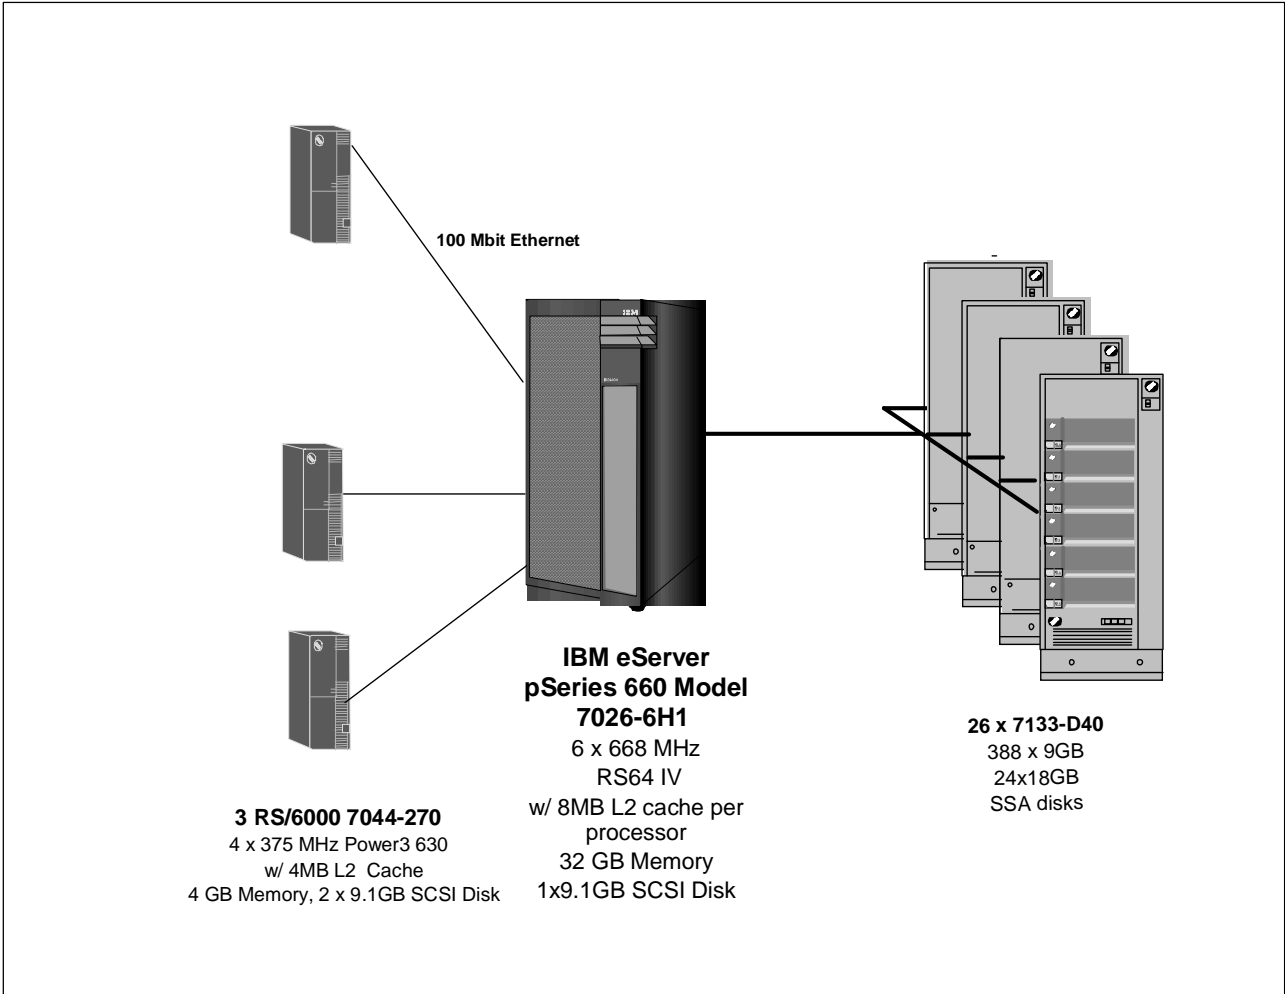 100 Mbit Ethernet
IBM
IBM eServer
pSeries 660 Model
7026-6H1
6 x 668 MHz
RS64 IV
w/ 8MB L2 cache per
processor
32 GB Memory
1x9.1GB SCSI Disk
3 RS/6000 7044-270
4 x 375 MHz Power3 630
w/ 4MB L2 Cache
4 GB Memory, 2 x 9.1GB SCSI Disk
26 x 7133-D40
388 x 9GB
24x18GB
SSA disks